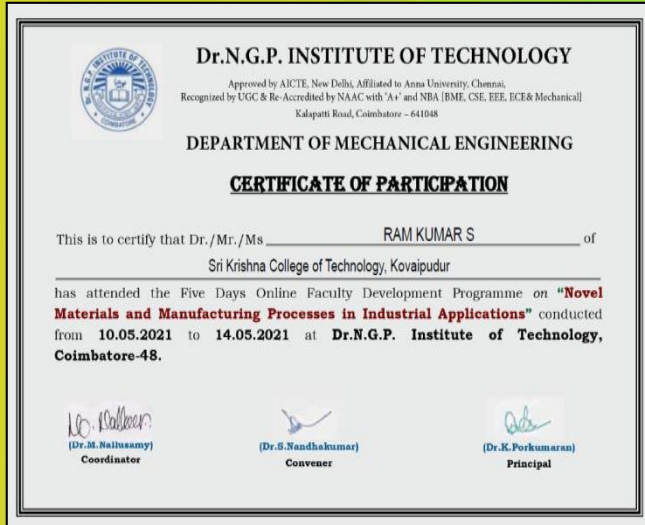 Dr.N.G.P. INSTITUTE OF TECHNOLOGY
Approved by AICTE, New Delhi, Affiliated to Anna University, Chennai,
Recognized by UGC & Re-Accredited by NAAC with 'A+' and NBA [BME, CSE, EEE, ECE& Mechanical]
Kalapatti Road, Coimbatore – 641048
DR. N.G.P. INSTITUTE OF TECHNOLOGY
COIMBATORE
DEPARTMENT OF MECHANICAL ENGINEERING
CERTIFICATE OF PARTICIPATION
This is to certify that Dr./Mr./Ms RAM KUMAR S of
Sri Krishna College of Technology, Kovaipudur
has attended the Five Days Online Faculty Development Programme on "Novel
Materials and Manufacturing Processes in Industrial Applications" conducted
from 10.05.2021 to 14.05.2021 at Dr.N.G.P. Institute of Technology,
Coimbatore-48.
(Dr.M.Nallusamy) (Dr.S.Nandhakumar) (Dr.K.Porkumaran)
Coordinator Convener Principal